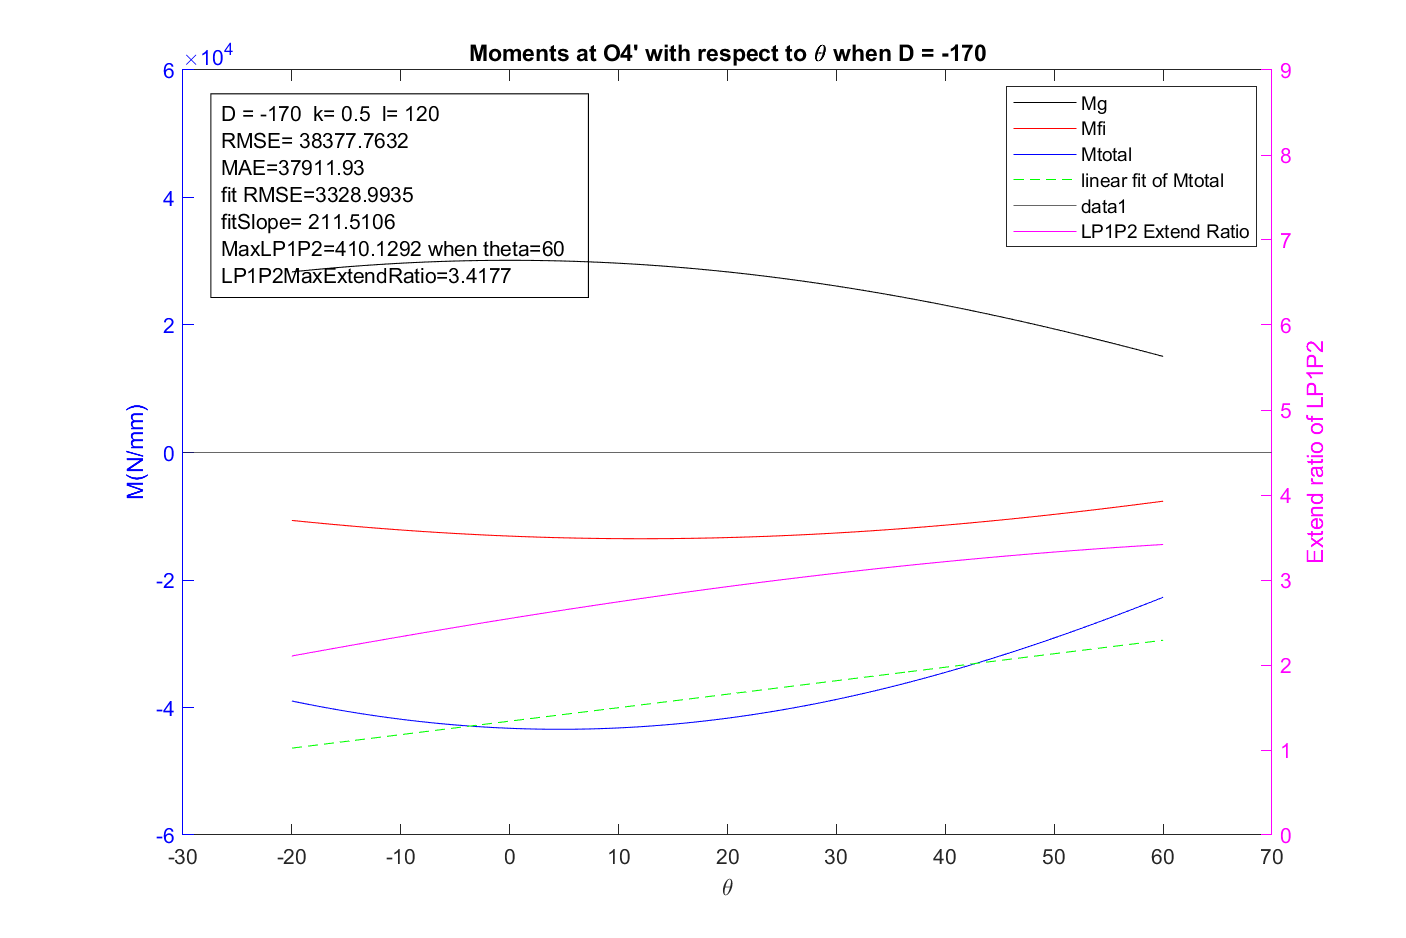 Moments at O4' with respect to θ when D = -170
×10⁴
6
4
2
0
-2
-4
-6
M(N/mm)
D = -170 k= 0.5 l= 120
RMSE= 38377.7632
MAE=37911.93
fit RMSE=3328.9935
fitSlope= 211.5106
MaxLP1P2=410.1292 when theta=60
LP1P2MaxExtendRatio=3.4177
Mg
Mfi
Mtotal
linear fit of Mtotal
data1
LP1P2 Extend Ratio
9
8
7
6
5
4
3
2
1
0
Extend ratio of LP1P2
-30 -20 -10 0 10 20 30 40 50 60 70
θ